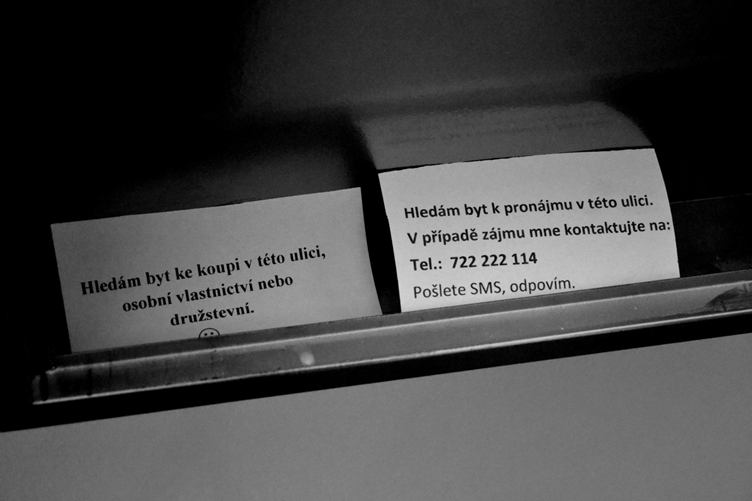 Hledám byt ke koupi v této ulici,
osobní vlastnictví nebo
družstevní.
Hledám byt k pronájmu v této ulici.
V případě zájmu mne kontaktujte na:
Tel.: 722 222 114
Pošlete SMS, odpovím.